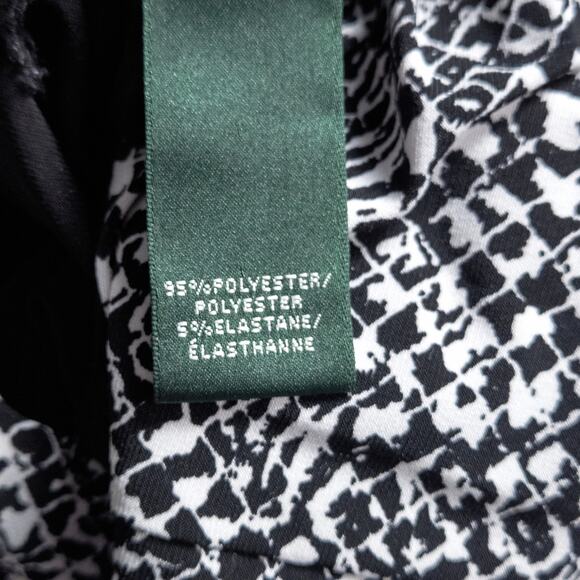 95%POLYESTER/
POLYESTER
5%ELASTANE/
ÉLASTHANNE